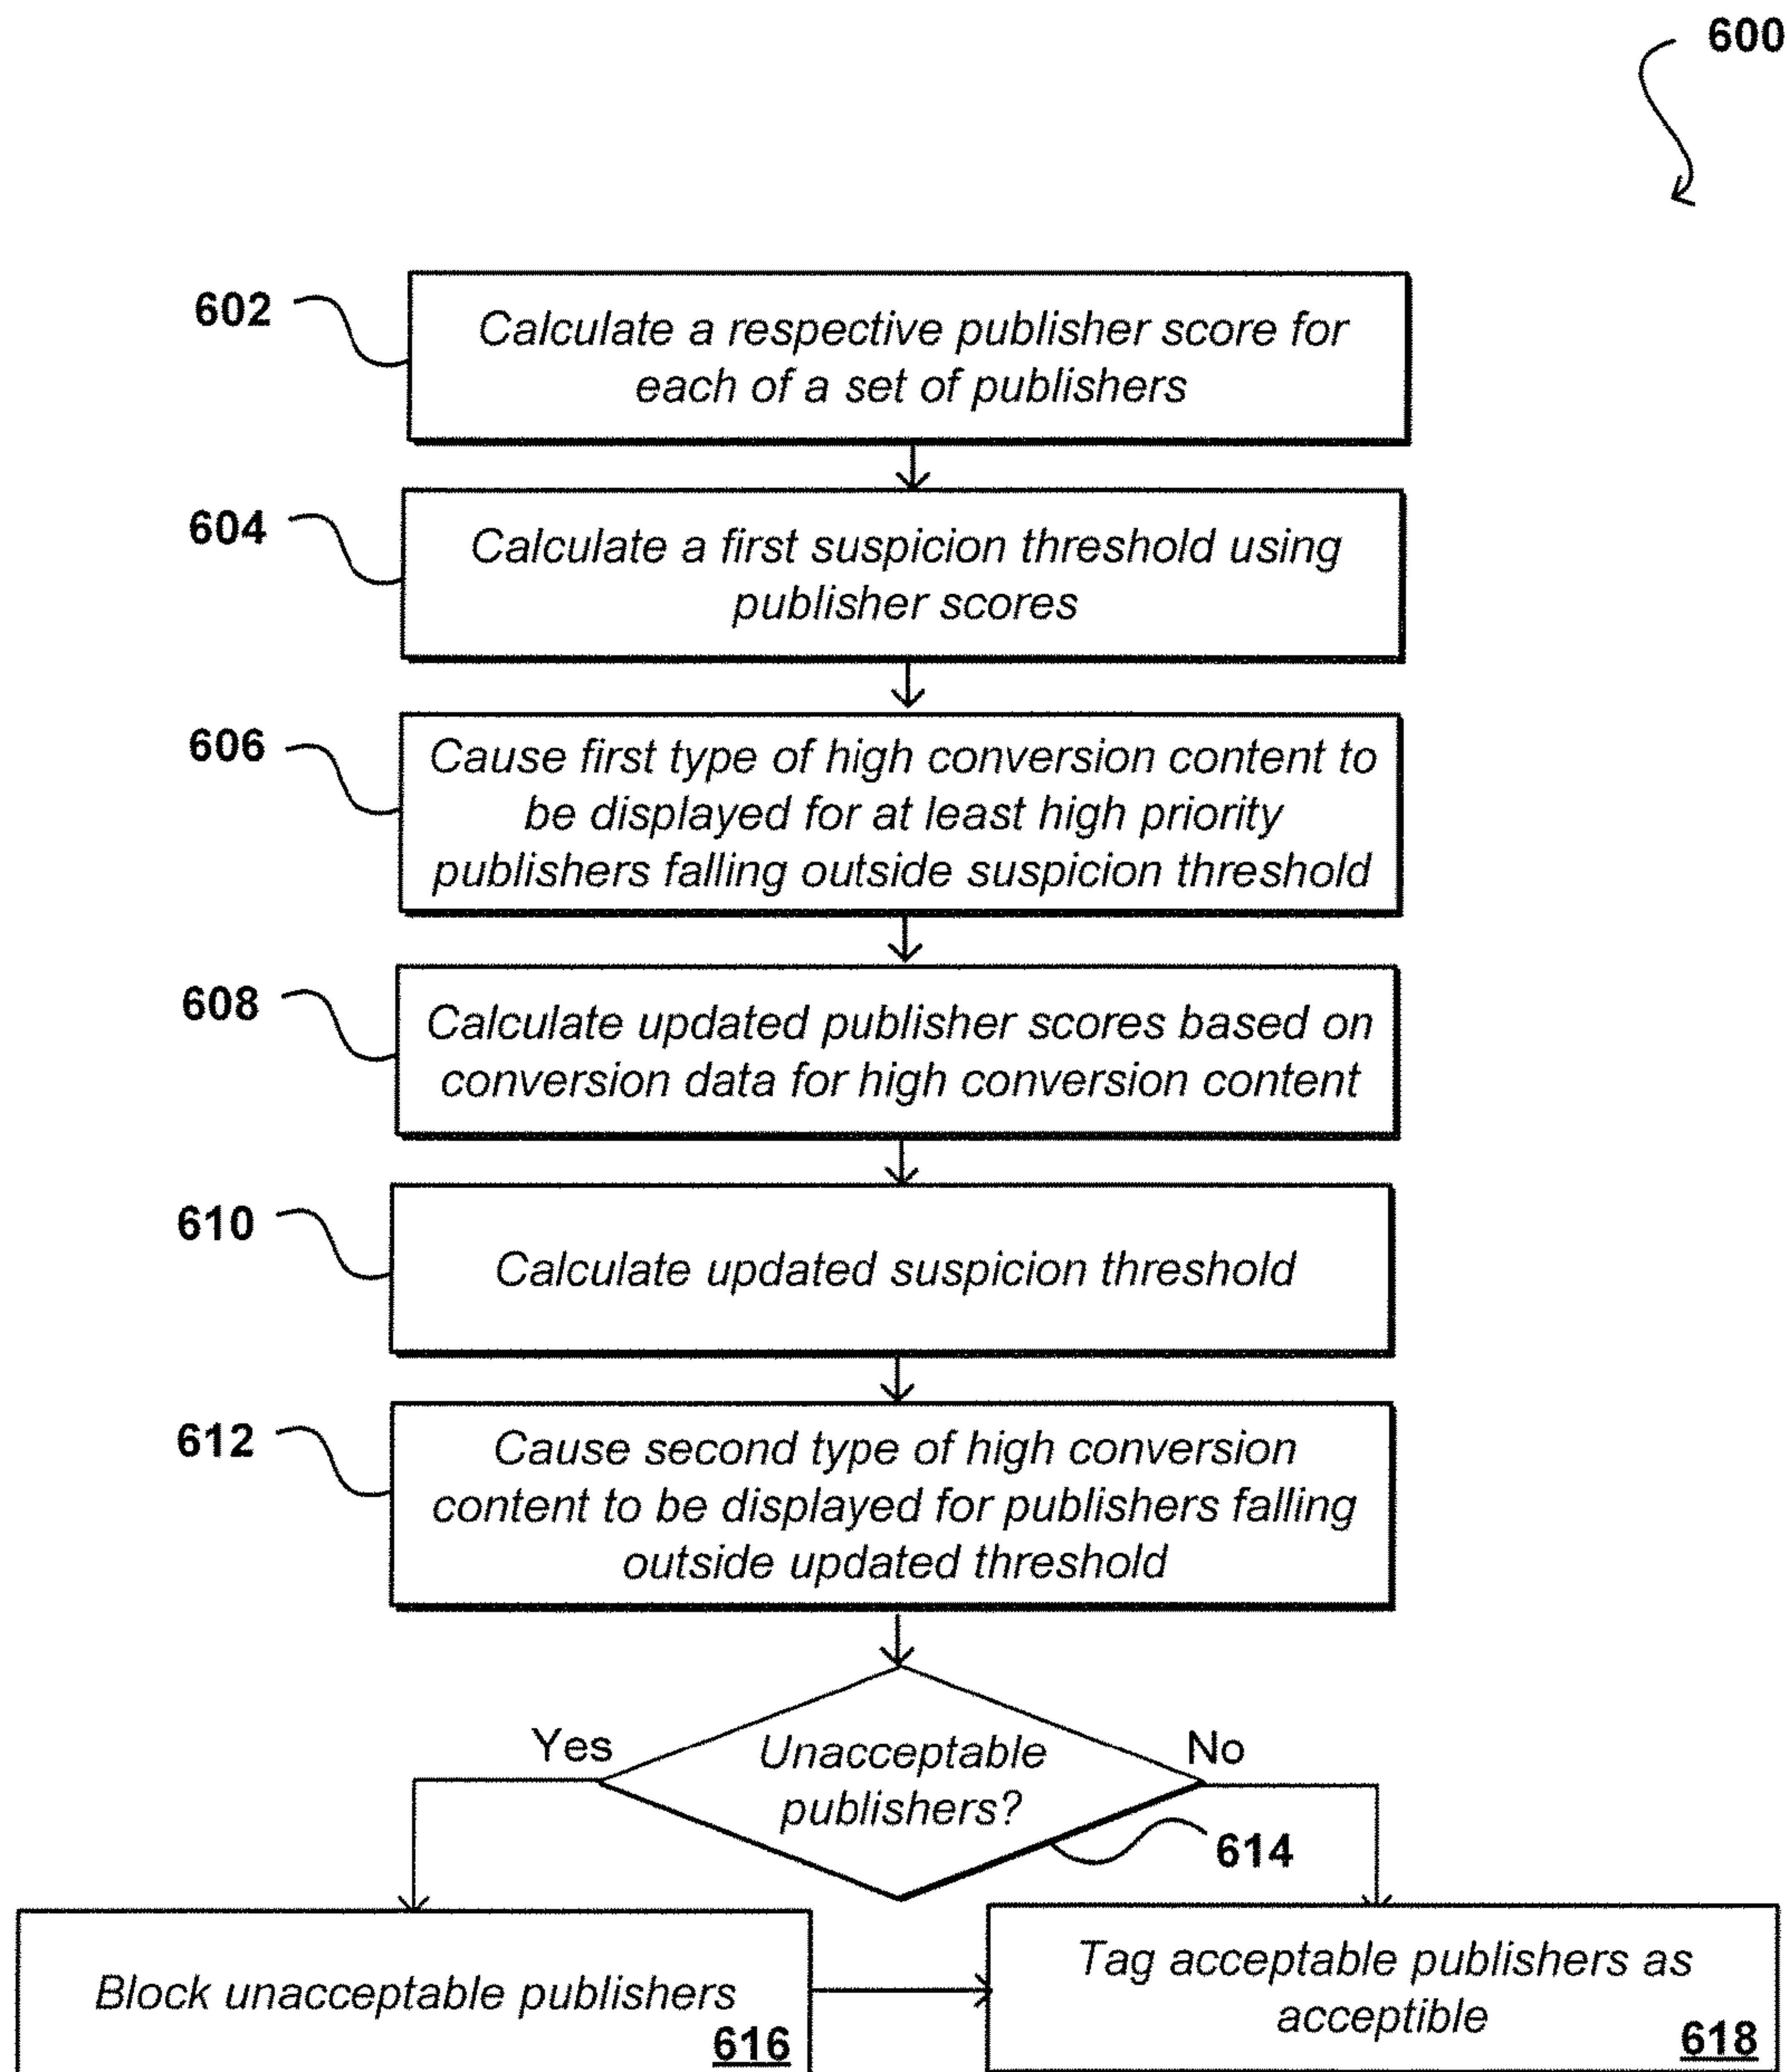 600
602
Calculate a respective publisher score for
each of a set of publishers
604
Calculate a first suspicion threshold using
publisher scores
606
Cause first type of high conversion content to
be displayed for at least high priority
publishers falling outside suspicion threshold
608
Calculate updated publisher scores based on
conversion data for high conversion content
610
Calculate updated suspicion threshold
612
Cause second type of high conversion
content to be displayed for publishers falling
outside updated threshold
Yes
Unacceptable
publishers?
No
614
Block unacceptable publishers
616
Tag acceptable publishers as
acceptible
618